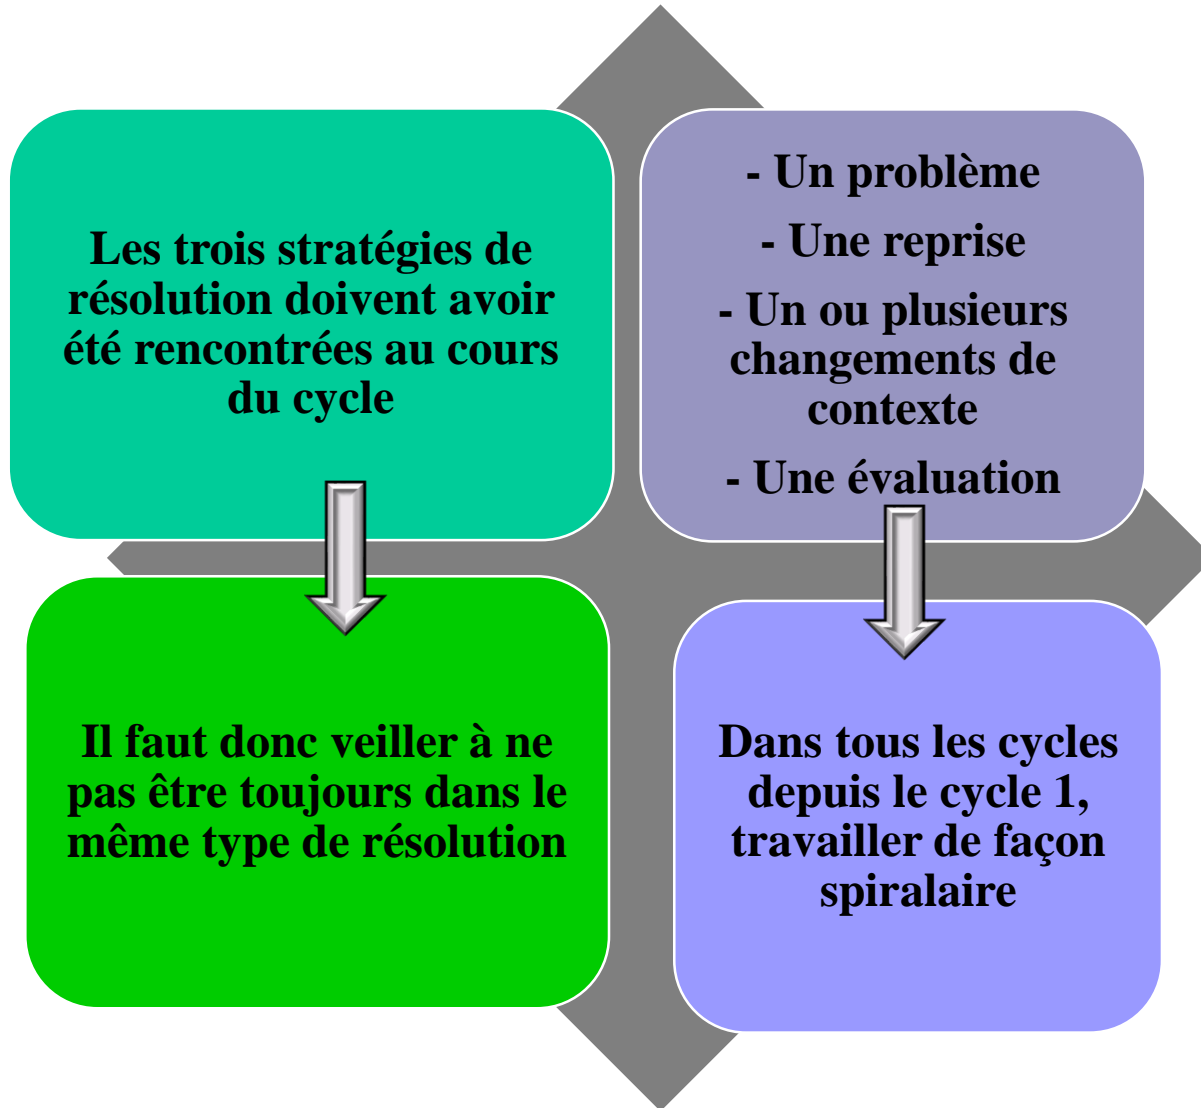 Les trois stratégies de
résolution doivent avoir
été rencontrées au cours
du cycle
- Un problème
- Une reprise
- Un ou plusieurs
changements de
contexte
- Une évaluation
Il faut donc veiller à ne
pas être toujours dans le
même type de résolution
Dans tous les cycles
depuis le cycle 1,
travailler de façon
spiralaire